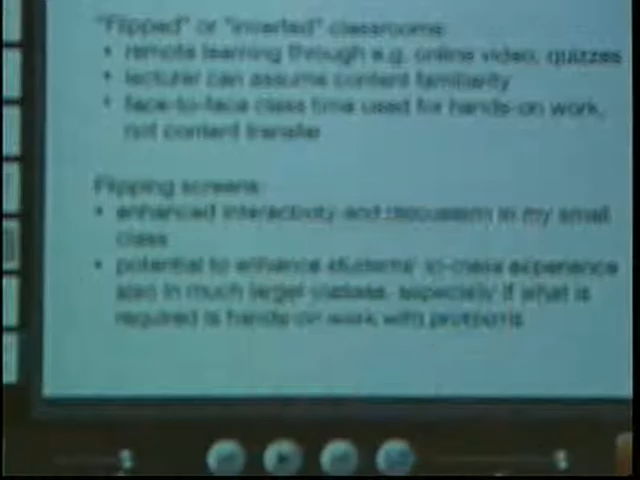 "Flipped" or "inverted" classrooms:
• remote learning through e.g. online video, quizzes
• lecturer can assume content familiarity
• face-to-face class time used for hands-on work,
not content transfer
Flipping screens:
• enhanced interactivity and discussion in my small
class
• potential to enhance students' in-class experience
also in much larger classes, especially if what is
required is hands-on work with